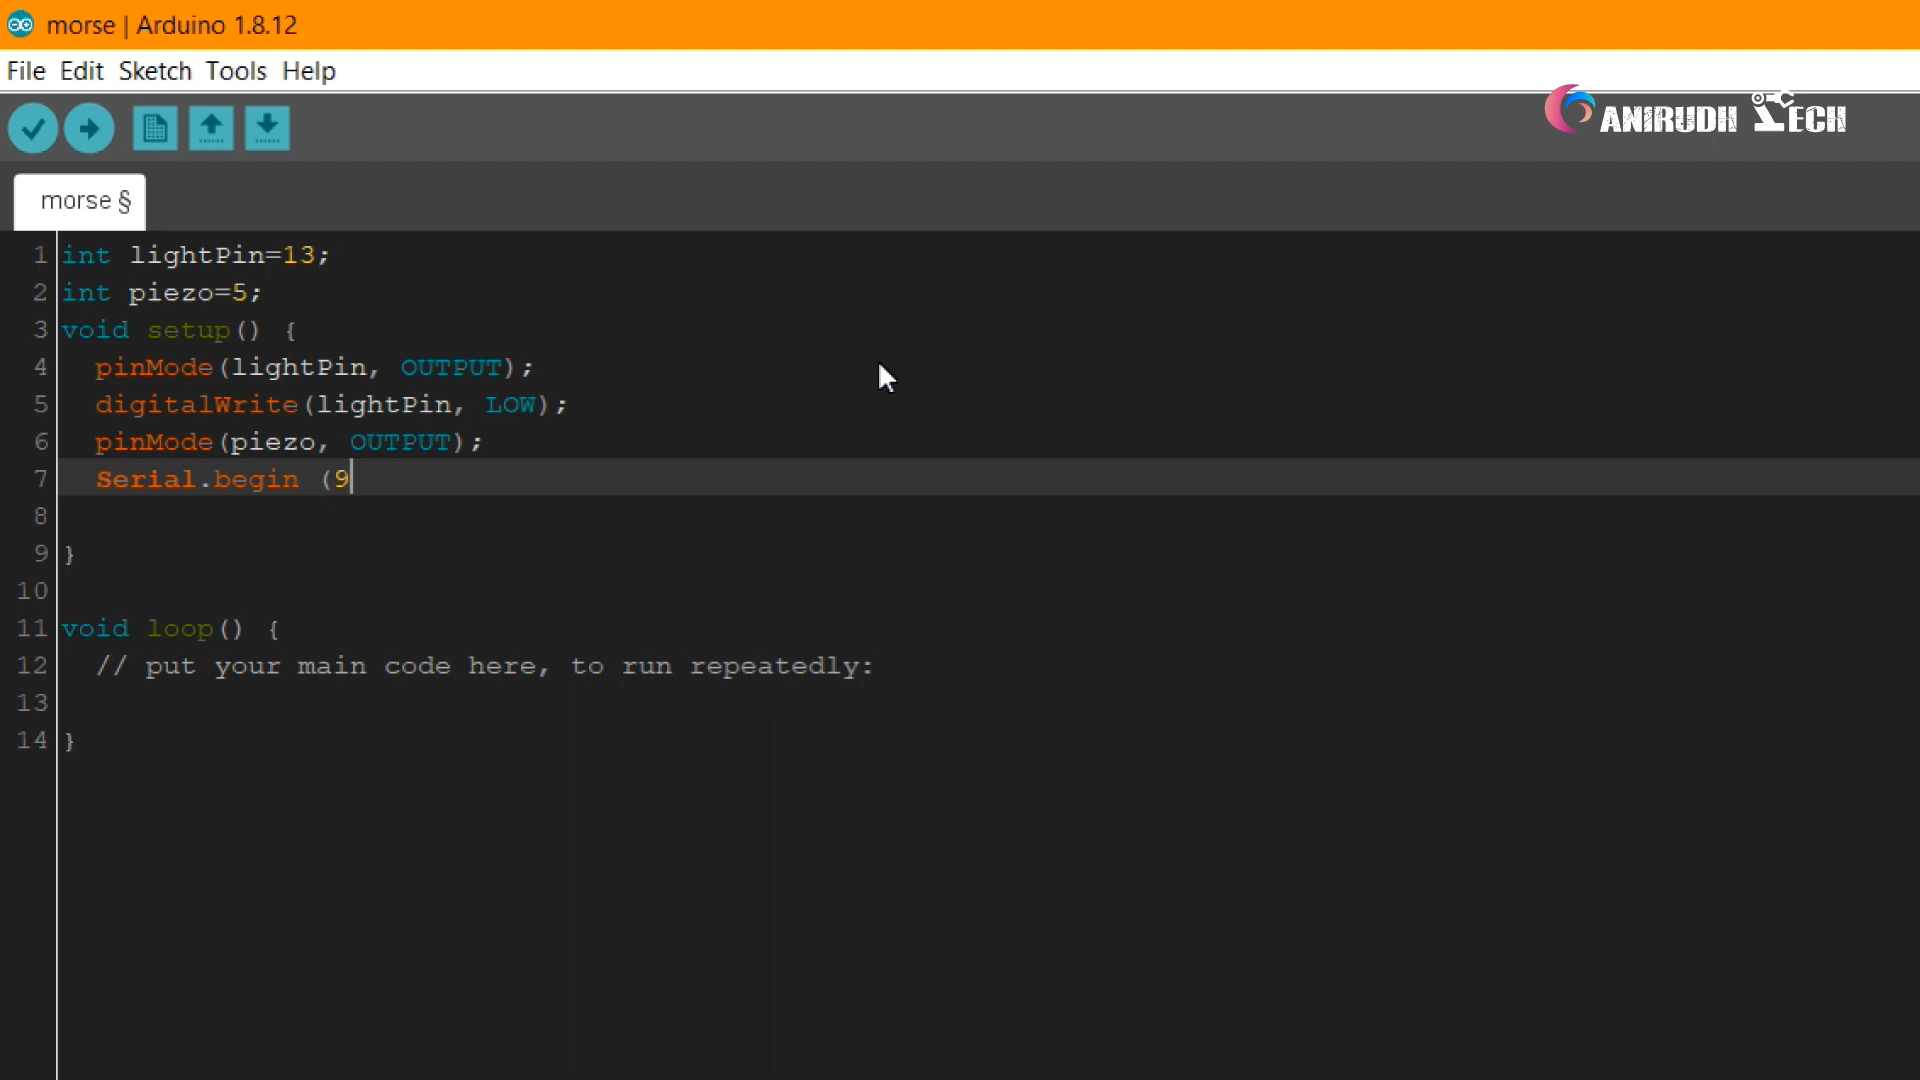 morse | Arduino 1.8.12
File Edit Sketch Tools Help
ANIRUDH TECH
morse §
1 int lightPin=13;
2 int piezo=5;
3 void setup() {
4   pinMode(lightPin, OUTPUT);
5   digitalWrite(lightPin, LOW);
6   pinMode(piezo, OUTPUT);
7   Serial.begin (9
8
9 }
10
11 void loop() {
12   // put your main code here, to run repeatedly:
13
14 }